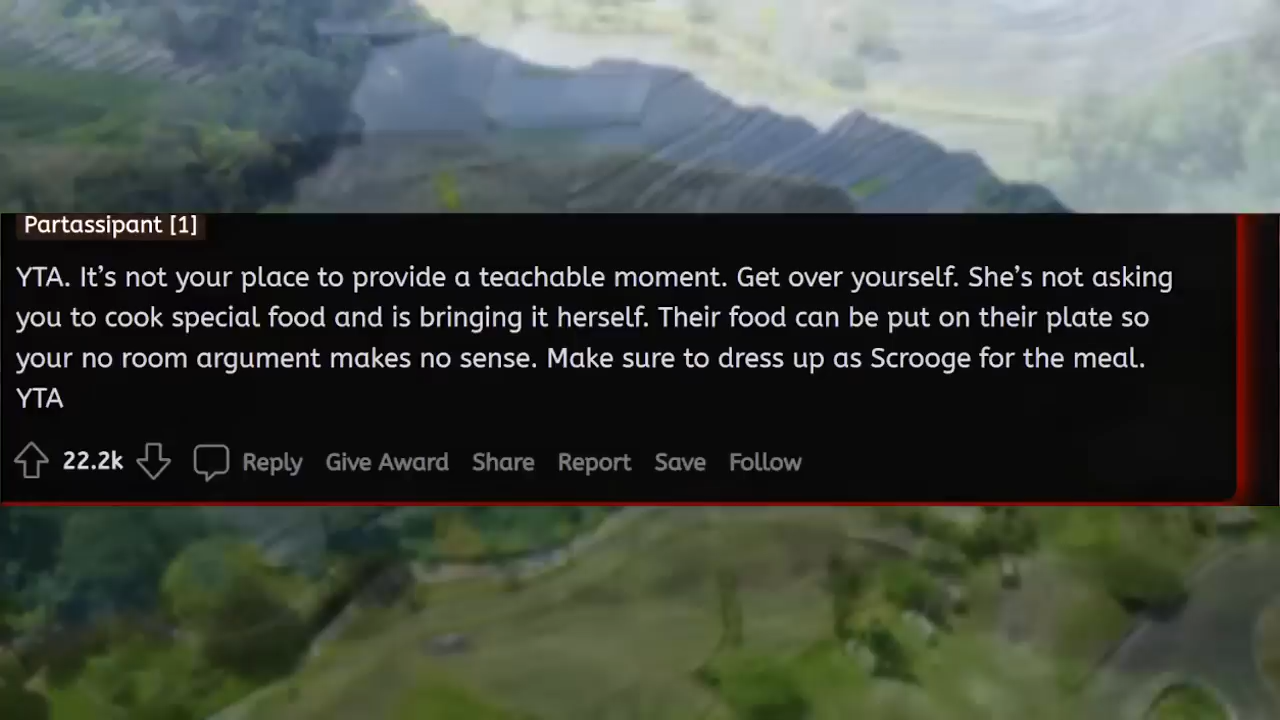 Partassipant [1]
YTA. It’s not your place to provide a teachable moment. Get over yourself. She’s not asking
you to cook special food and is bringing it herself. Their food can be put on their plate so
your no room argument makes no sense. Make sure to dress up as Scrooge for the meal.
YTA
22.2k Reply Give Award Share Report Save Follow